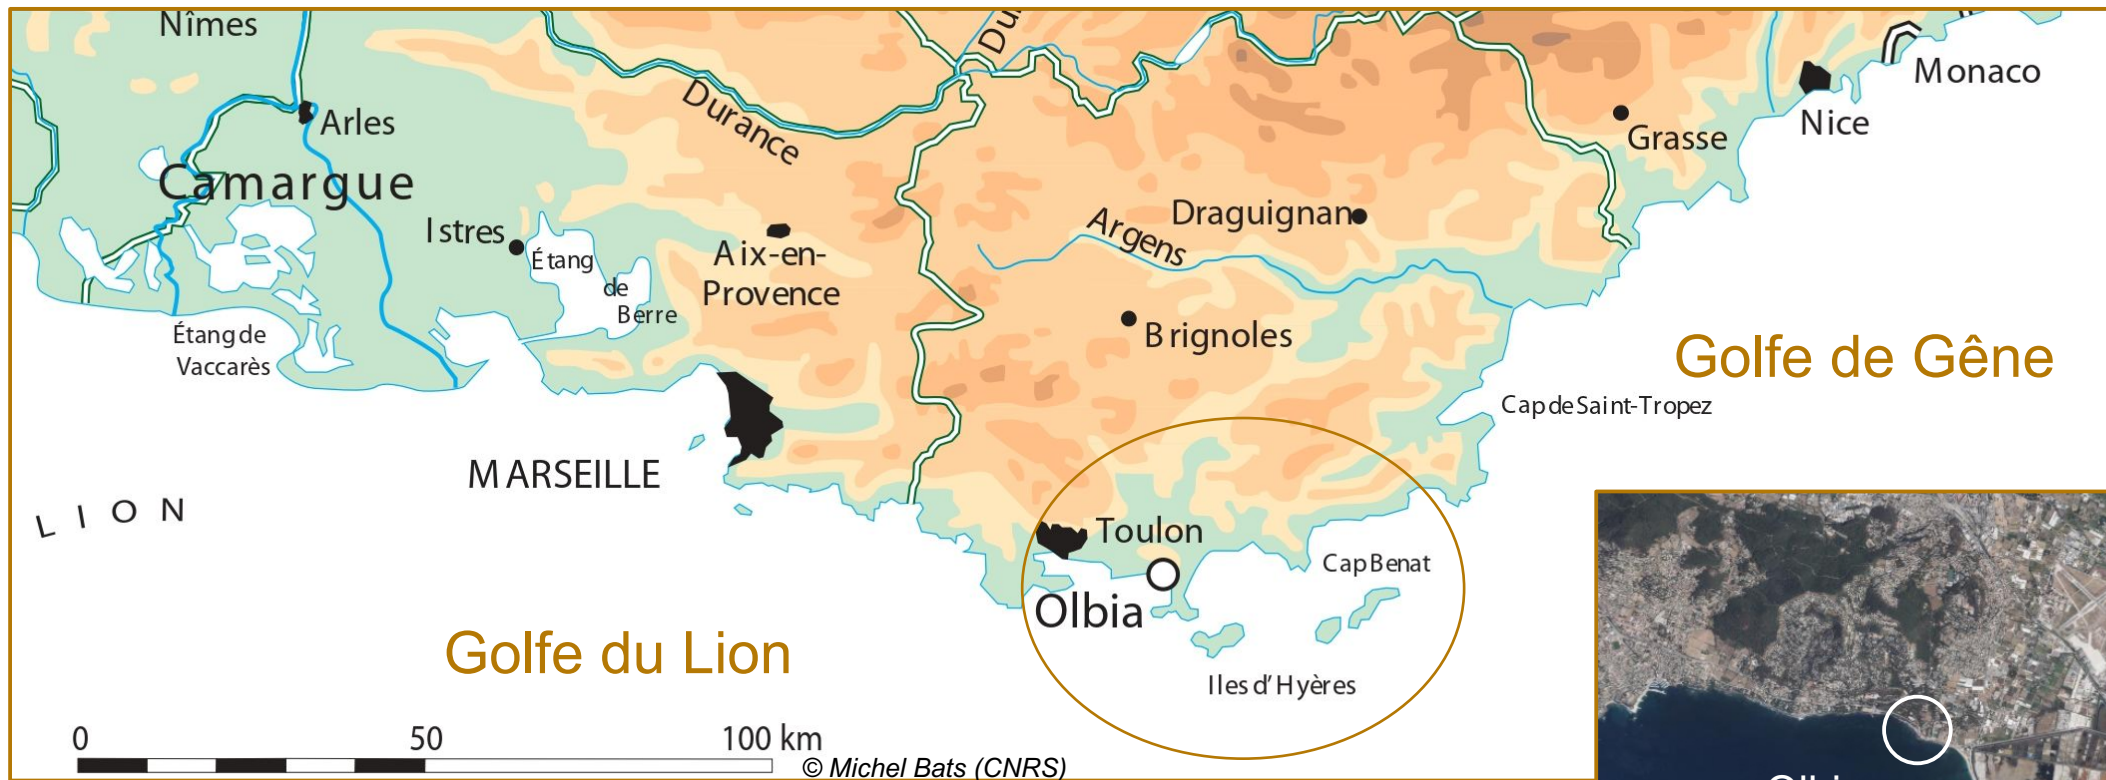 Nîmes
Du
Monaco
Arles
Durance
Nice
Grasse
Camargue
Istres
Étang
de
Berre
Aix-en-
Provence
Draguignan
Argens
Brignoles
Étang de
Vaccarès
Golfe de Gêne
Cap de Saint-Tropez
MARSEILLE
LION
Toulon
Cap Benat
Olbia
Golfe du Lion
Iles d'Hyères
0 50 100 km
© Michel Bats (CNRS)